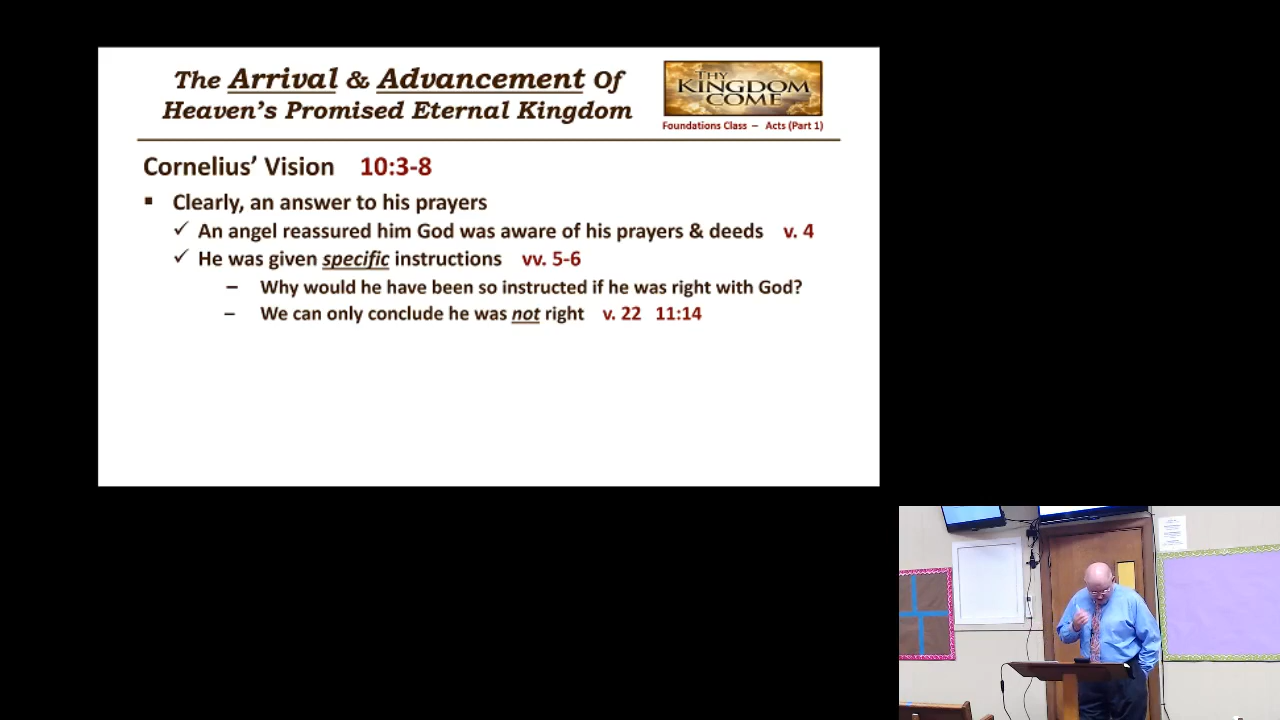 The Arrival & Advancement Of
Heaven's Promised Eternal Kingdom
THY
KINGDOM
COME
Foundations Class – Acts (Part 1)
Cornelius' Vision 10:3-8
▪ Clearly, an answer to his prayers
✓ An angel reassured him God was aware of his prayers & deeds v. 4
✓ He was given specific instructions vv. 5-6
– Why would he have been so instructed if he was right with God?
– We can only conclude he was not right v. 22 11:14